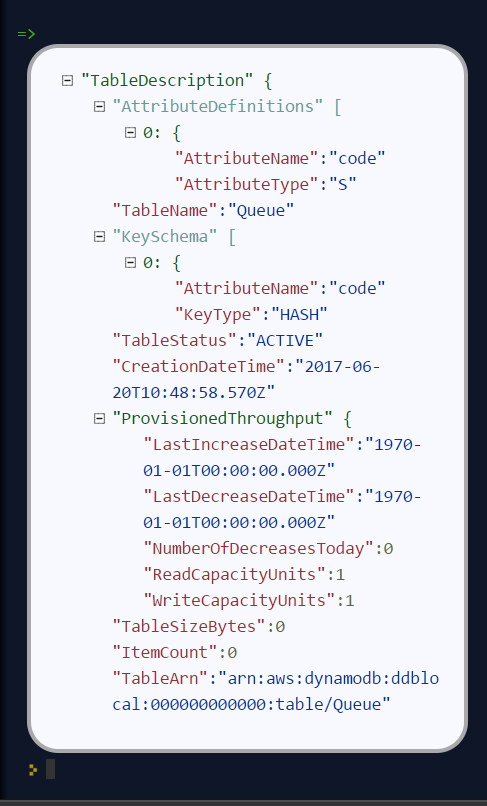 =>
"TableDescription" {
"AttributeDefinitions" [
0: {
"AttributeName":"code"
"AttributeType":"S"
"TableName":"Queue"
"KeySchema" [
0: {
"AttributeName":"code"
"KeyType":"HASH"
"TableStatus":"ACTIVE"
"CreationDateTime":"2017-06-
20T10:48:58.570Z"
"ProvisionedThroughput" {
"LastIncreaseDateTime":"1970-
01-01T00:00:00.000Z"
"LastDecreaseDateTime":"1970-
01-01T00:00:00.000Z"
"NumberOfDecreasesToday":0
"ReadCapacityUnits":1
"WriteCapacityUnits":1
"TableSizeBytes":0
"ItemCount":0
"TableArn":"arn:aws:dynamodb:ddblo
cal:000000000000:table/Queue"